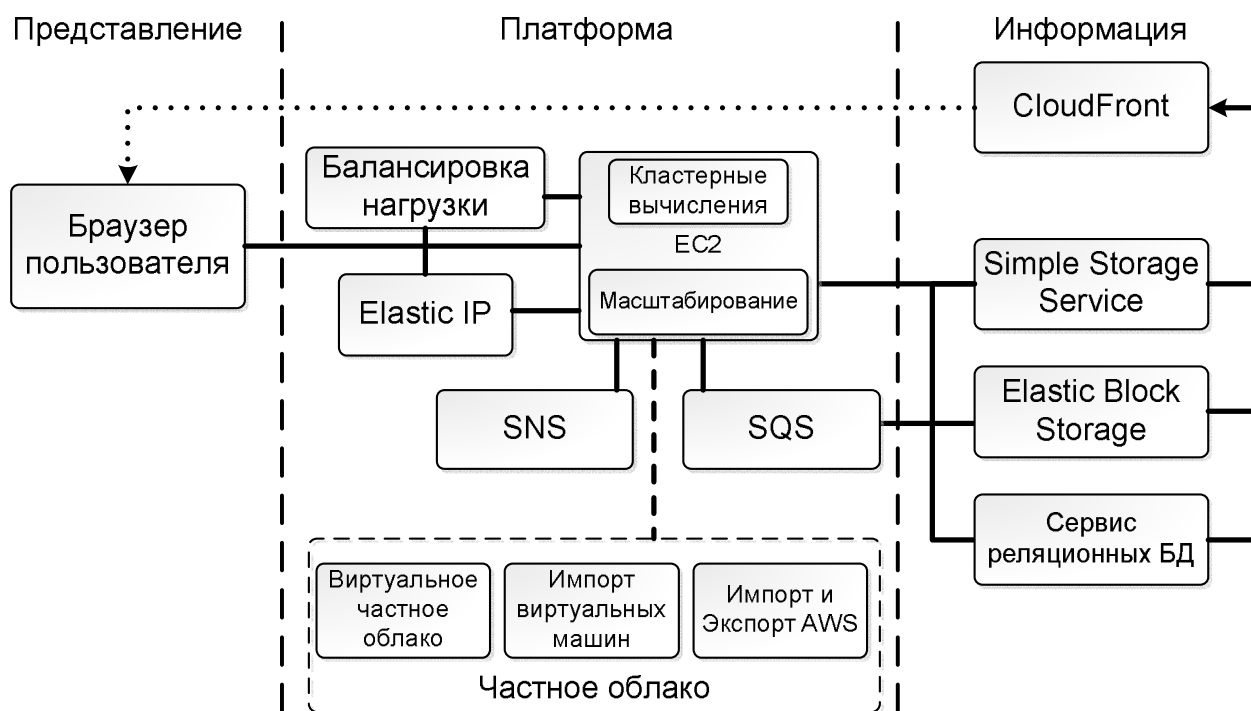 Представление
Платформа
Информация
CloudFront
Балансировка
нагрузки
Кластерные
вычисления
EC2
Браузер
пользователя
Elastic IP
Масштабирование
Simple Storage
Service
SNS
SQS
Elastic Block
Storage
Сервис
реляционных БД
Виртуальное
частное
облако
Импорт
виртуальных
машин
Импорт и
Экспорт AWS
Частное облако